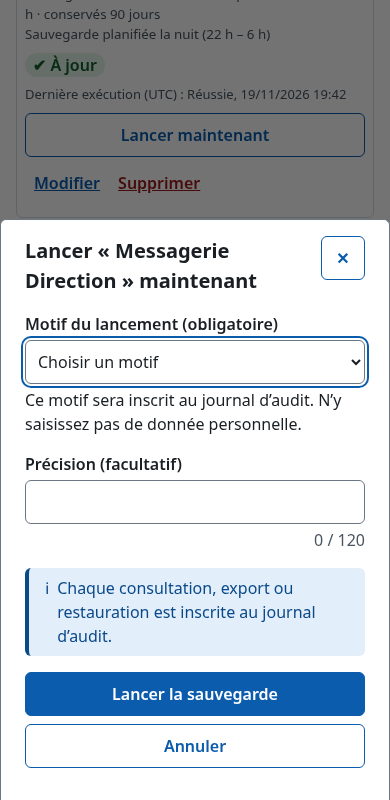 h · conservés 90 jours
Sauvegarde planifiée la nuit (22 h – 6 h)
✔ À jour
Dernière exécution (UTC) : Réussie, 19/11/2026 19:42
Lancer maintenant
Modifier Supprimer
Lancer « Messagerie
Direction » maintenant
×
Motif du lancement (obligatoire)
Choisir un motif
Ce motif sera inscrit au journal d’audit. N’y
saisissez pas de donnée personnelle.
Précision (facultatif)
0 / 120
i Chaque consultation, export ou
restauration est inscrite au journal
d’audit.
Lancer la sauvegarde
Annuler